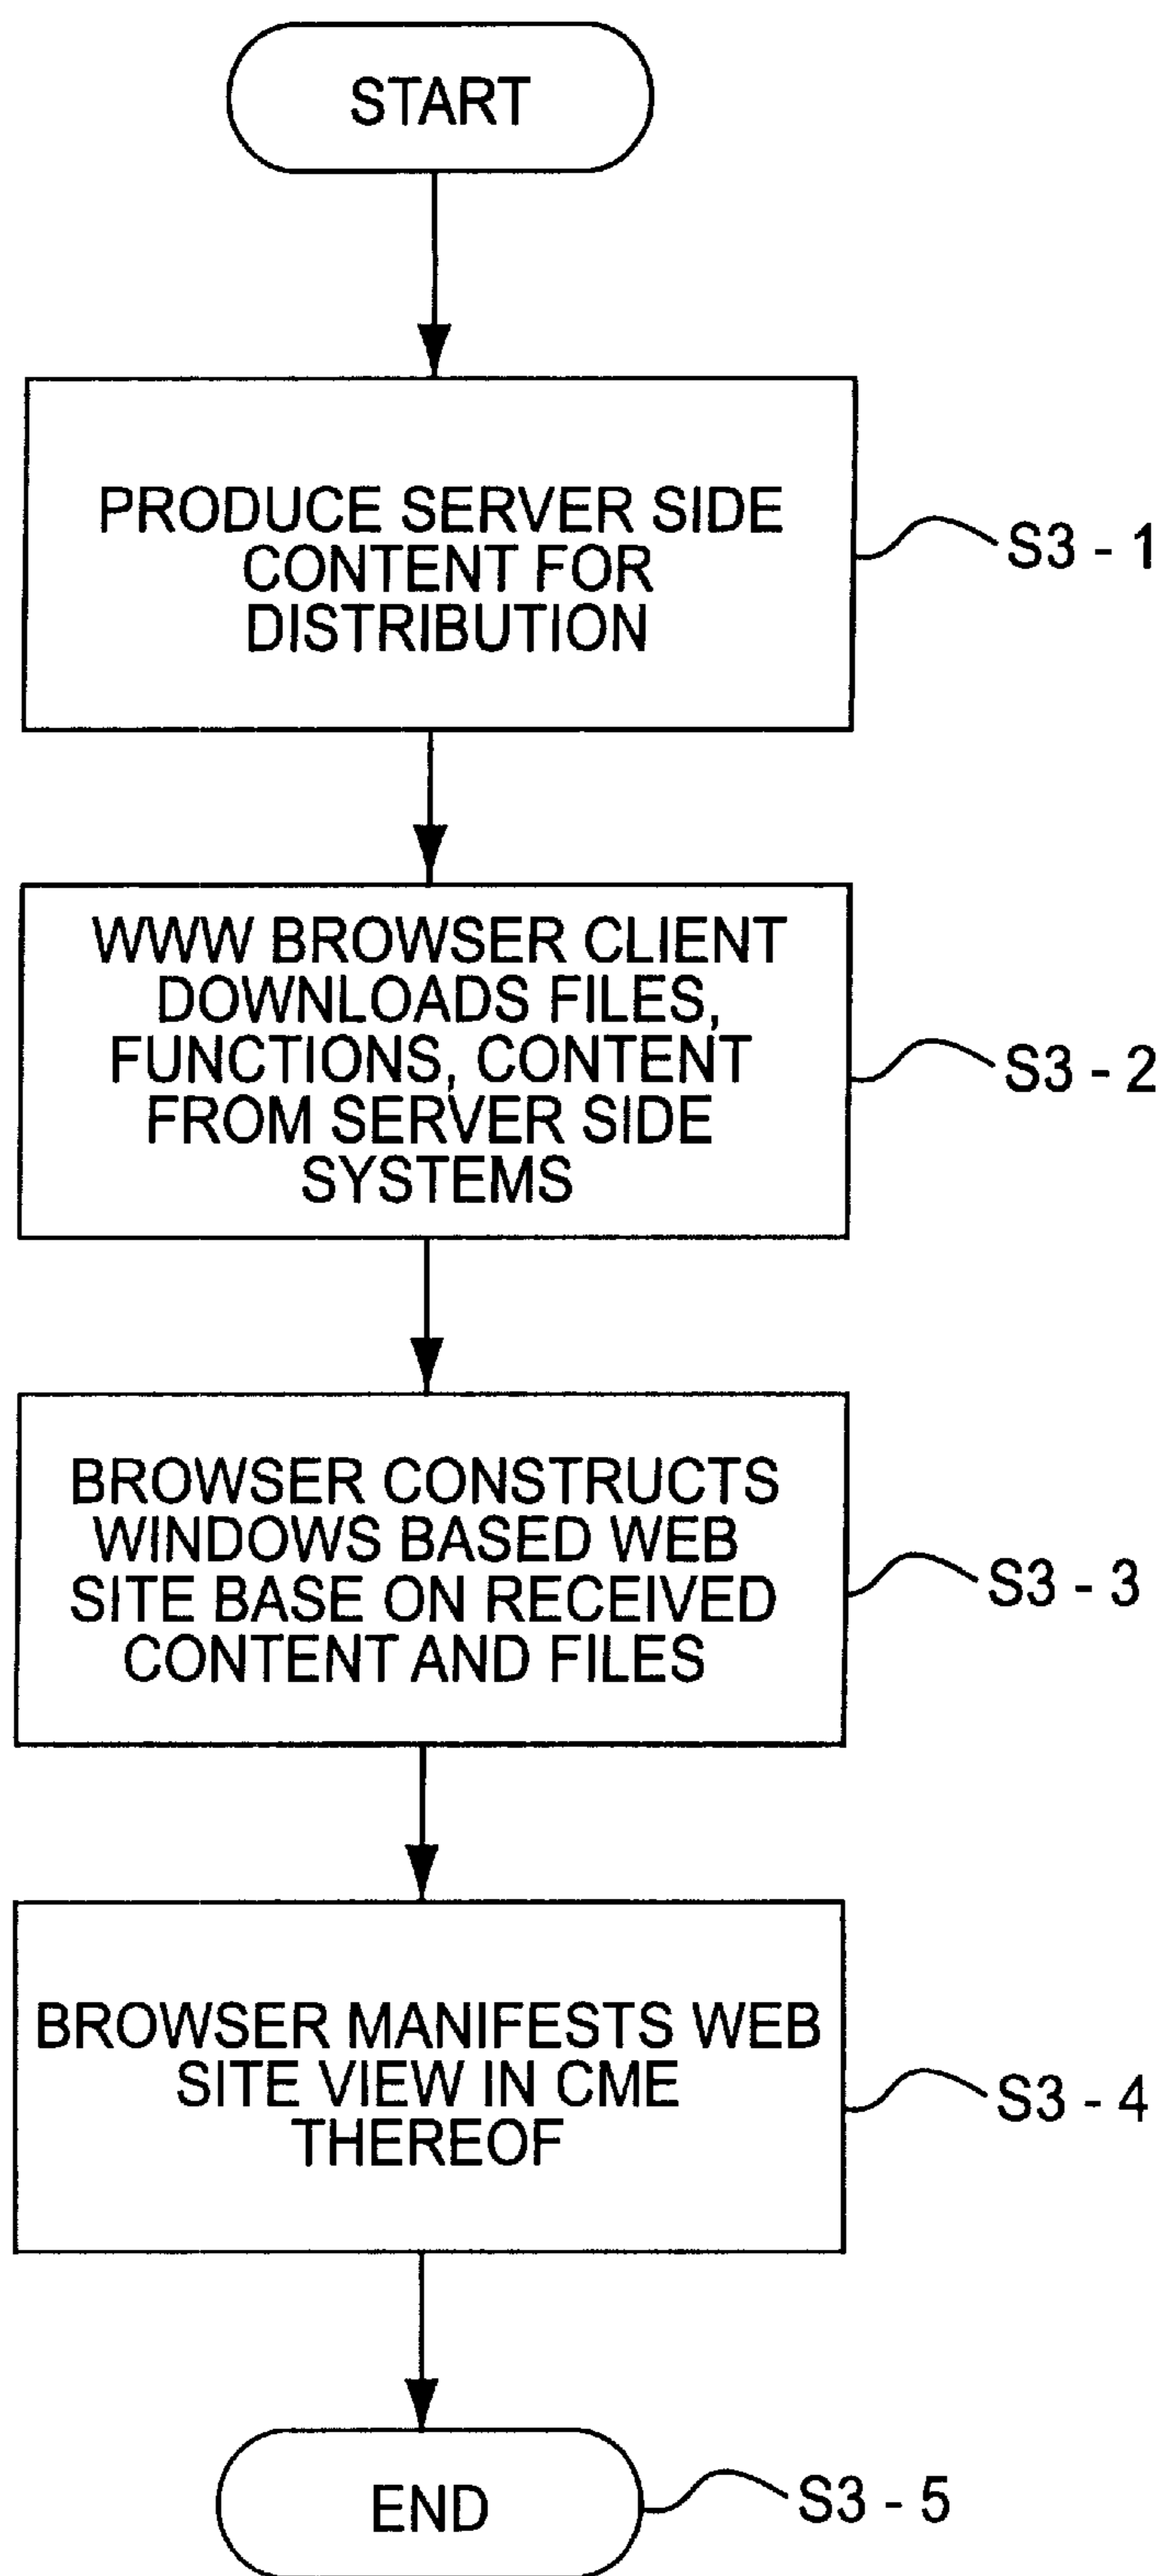 START
PRODUCE SERVER SIDE
CONTENT FOR
DISTRIBUTION
S3 - 1
WWW BROWSER CLIENT
DOWNLOADS FILES,
FUNCTIONS, CONTENT
FROM SERVER SIDE
SYSTEMS
S3 - 2
BROWSER CONSTRUCTS
WINDOWS BASED WEB
SITE BASE ON RECEIVED
CONTENT AND FILES
S3 - 3
BROWSER MANIFESTS WEB
SITE VIEW IN CME
THEREOF
S3 - 4
END
S3 - 5